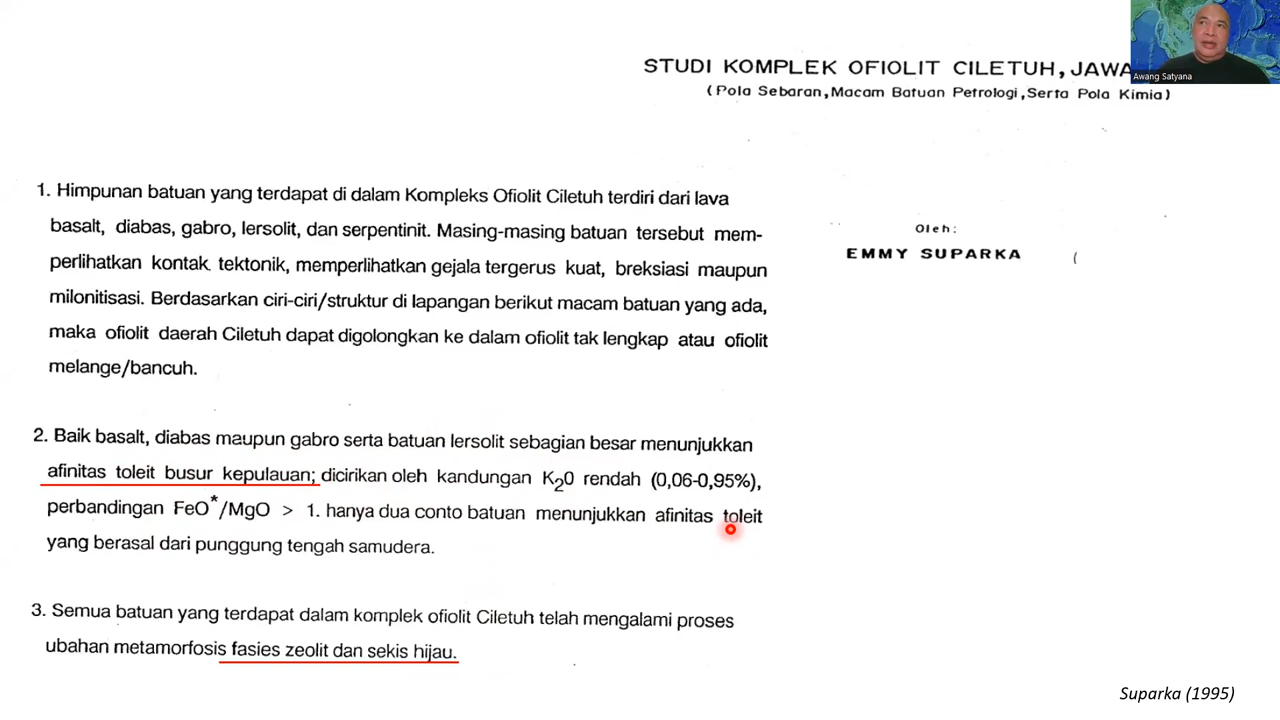 STUDI KOMPLEK OFIOLIT CILETUH, JAWA
(Pola Sebaran, Macam Batuan Petrologi, Serta Pola Kimia)
Awang Satyana
Oleh:
EMMY SUPARKA
1. Himpunan batuan yang terdapat di dalam Kompleks Ofiolit Ciletuh terdiri dari lava
basalt, diabas, gabro, lersolit, dan serpentinit. Masing-masing batuan tersebut mem-
perlihatkan kontak tektonik, memperlihatkan gejala tergerus kuat, breksiasi maupun
milonitisasi. Berdasarkan ciri-ciri/struktur di lapangan berikut macam batuan yang ada,
maka ofiolit daerah Ciletuh dapat digolongkan ke dalam ofiolit tak lengkap atau ofiolit
melange/bancuh.
2. Baik basalt, diabas maupun gabro serta batuan lersolit sebagian besar menunjukkan
afinitas toleit busur kepulauan; dicirikan oleh kandungan K20 rendah (0,06-0,95%),
perbandingan FeO*/MgO > 1. hanya dua conto batuan menunjukkan afinitas toleit
yang berasal dari punggung tengah samudera.
3. Semua batuan yang terdapat dalam komplek ofiolit Ciletuh telah mengalami proses
ubahan metamorfosis fasies zeolit dan sekis hijau.
Suparka (1995)